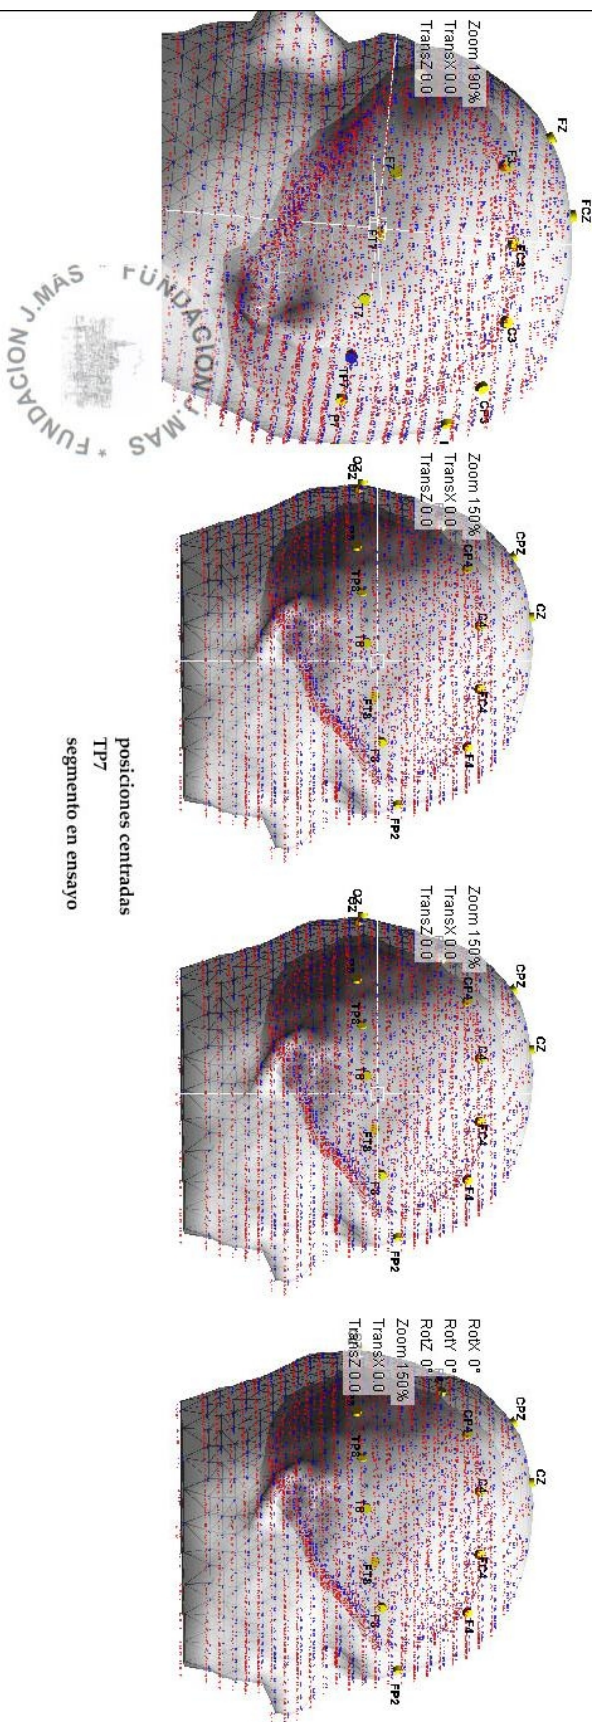 Zoom 190%
TransX 0.0
TransZ 0.0
FZ
FCZ
F3
FC3
C3
CP3
F7
FT7
T7
TP7
P7
Zoom 150%
TransX 0.0
TransZ 0.0
CPZ
CZ
CP4
C4
FC4
F4
OZ
TP8
T8
FT8
F8
FP2
Zoom 150%
TransX 0.0
TransZ 0.0
CPZ
CZ
CP4
C4
FC4
F4
OZ
TP8
T8
FT8
F8
FP2
RotX 0°
RotY 0°
RotZ 0°
Zoom 150%
TransX 0.0
TransZ 0.0
CPZ
CZ
CP4
C4
FC4
F4
TP8
T8
FT8
F8
FP2
posiciones centradas
TP7
segmento en ensayo
FUNDACION J.MAS * FUNDACION J.MAS